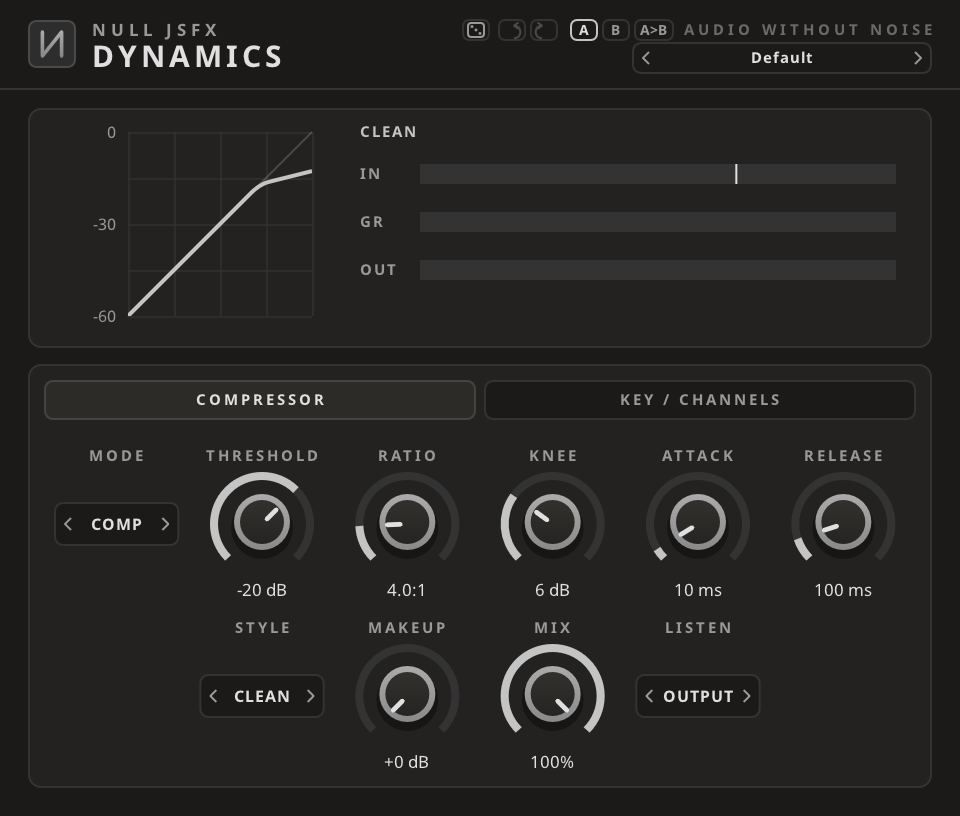 NULL JSFX
DYNAMICS
A B A>B AUDIO WITHOUT NOISE
Default
0
-30
-60
CLEAN
IN
GR
OUT
COMPRESSOR KEY / CHANNELS
MODE THRESHOLD RATIO KNEE ATTACK RELEASE
COMP
-20 dB 4.0:1 6 dB 10 ms 100 ms
STYLE MAKEUP MIX LISTEN
CLEAN OUTPUT
+0 dB 100%